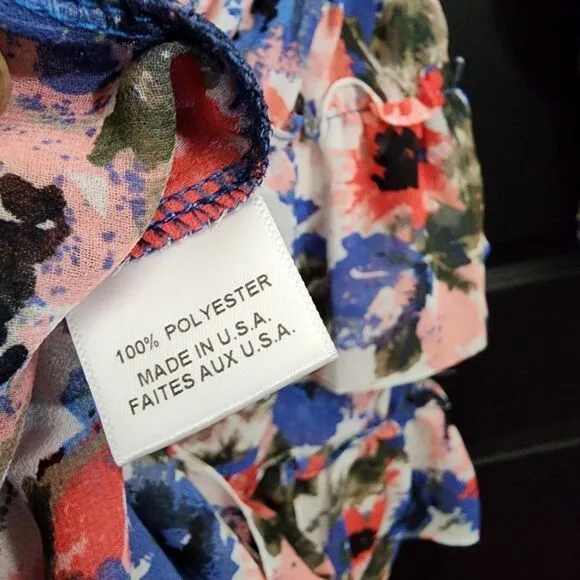 100% POLYESTER
MADE IN U.S.A.
FAITES AUX U.S.A.